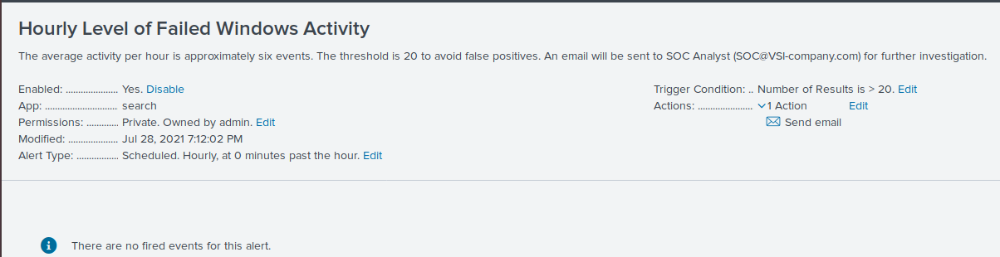 Hourly Level of Failed Windows Activity
The average activity per hour is approximately six events. The threshold is 20 to avoid false positives. An email will be sent to SOC Analyst (SOC@VSI-company.com) for further investigation.
Enabled: ..................... Yes. Disable
App: ............................. search
Permissions: ............. Private. Owned by admin. Edit
Modified: .................... Jul 28, 2021 7:12:02 PM
Alert Type: ................. Scheduled. Hourly, at 0 minutes past the hour. Edit
Trigger Condition: .. Number of Results is > 20. Edit
Actions: ...................... 1 Action Edit
Send email
There are no fired events for this alert.